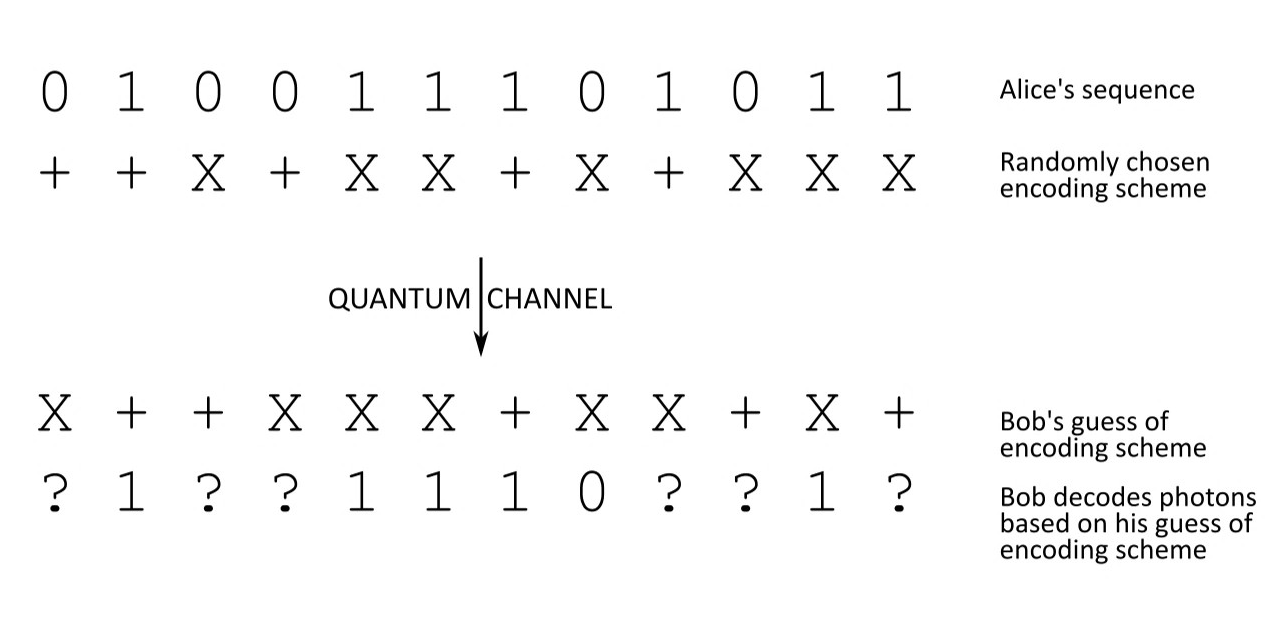 0 1 0 0 1 1 1 0 1 0 1 1 Alice's sequence
+ + X + X X + X + X X X Randomly chosen
encoding scheme
QUANTUM CHANNEL
X + + X X X + X X + X + Bob's guess of
encoding scheme
? 1 ? ? 1 1 1 0 ? ? 1 ? Bob decodes photons
based on his guess of
encoding scheme